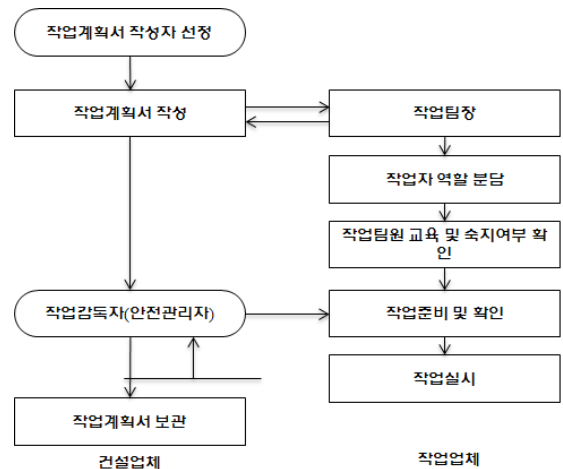 작업계획서 작성자 선정
작업계획서 작성
작업팀장
작업자 역할 분담
작업팀원 교육 및 숙지여부 확
인
작업감독자(안전관리자)
작업준비 및 확인
작업실시
작업계획서 보관
건설업체
작업업체